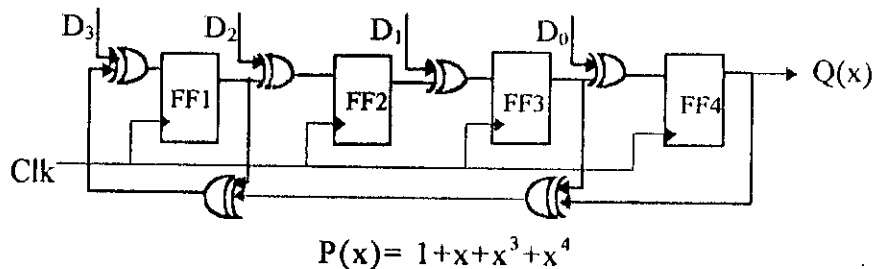 D₃ D₂ D₁ D₀
FF1 FF2 FF3 FF4 Q(x)
Clk
P(x)= 1+x+x³+x⁴